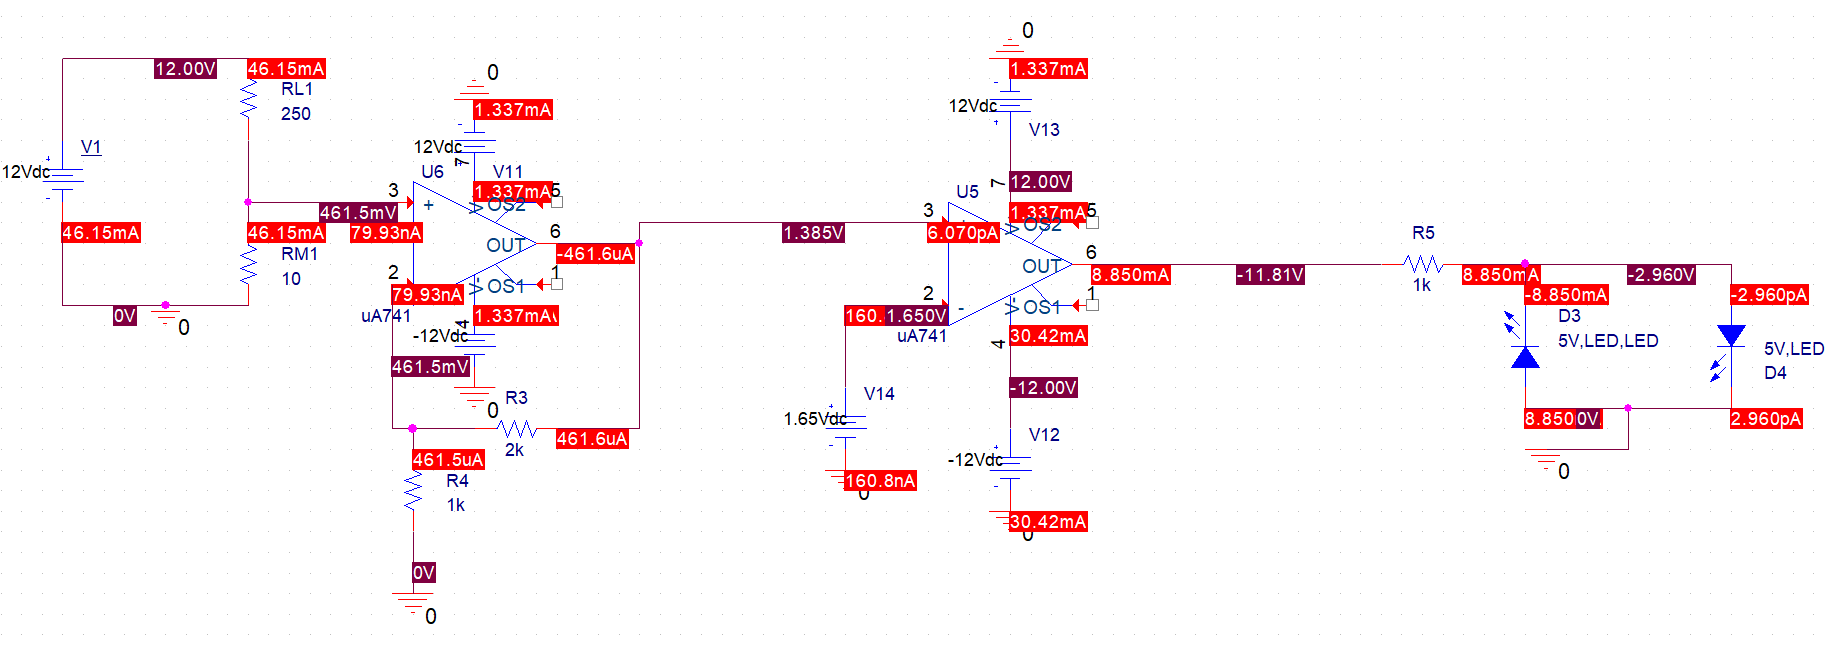 12.00V
46.15mA
RL1
250
V1
12Vdc
46.15mA
0V
0
461.5mV
46.15mA
79.93nA
RM1
10
0
1.337mA
12Vdc
7
U6
V11
1.337mA
5
3
+
OS2
OUT
6
-461.6uA
2
79.93nA
OS1
1
V-
uA741
1.337mA
4
-12Vdc
461.5mV
0
R3
2k
461.6uA
461.5uA
R4
1k
0V
0
1.385V
0
1.337mA
12Vdc
V13
7
12.00V
U5
1.337mA
5
3
6.070pA
OS2
OUT
6
8.850mA
2
-
160.
1.650V
OS1
1
V-
uA741
30.42mA
4
-12.00V
V14
1.65Vdc
160.8nA
0
V12
-12Vdc
30.42mA
0
-11.81V
R5
1k
8.850mA
-8.850mA
D3
5V,LED,LED
-2.960V
-2.960pA
5V,LED
D4
8.850
0V
2.960pA
0